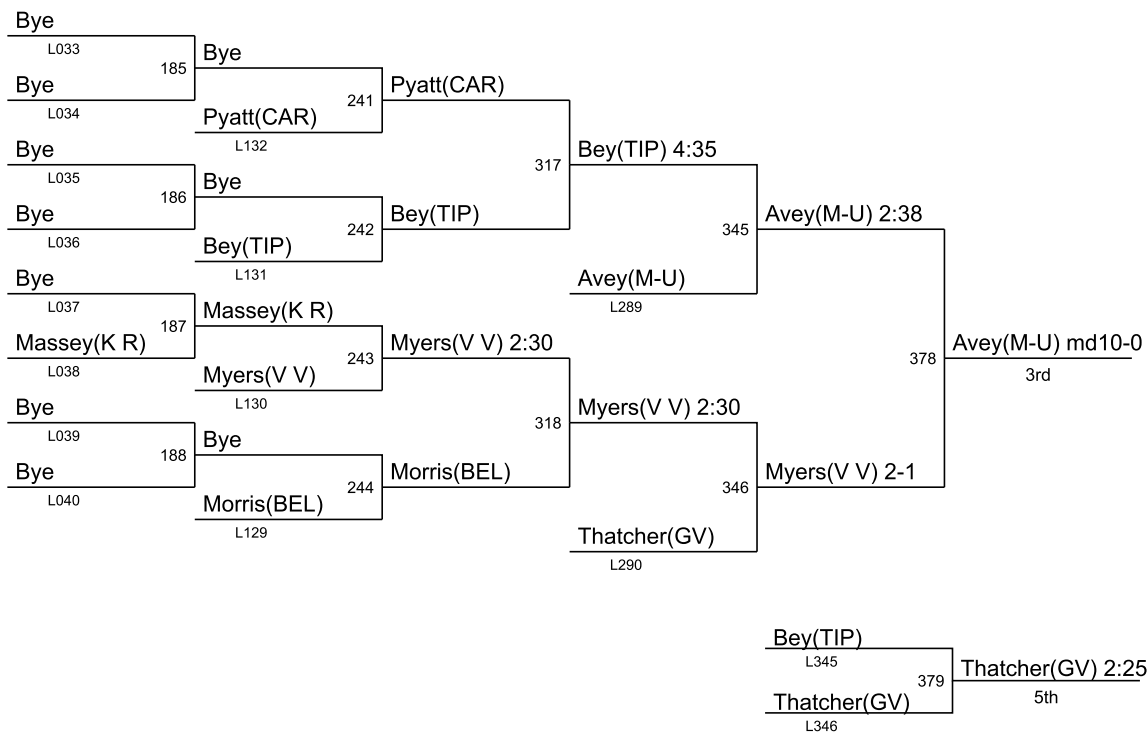 Bye
L033
185
Bye
Bye
L034
241
Pyatt(CAR)
Pyatt(CAR)
L132
Bye
L035
186
Bye
317
Bey(TIP) 4:35
Bye
L036
242
Bey(TIP)
Bey(TIP)
L131
345
Avey(M-U) 2:38
Bye
L037
187
Massey(K R)
Avey(M-U)
L289
Massey(K R)
L038
243
Myers(V V) 2:30
Myers(V V)
L130
378
Avey(M-U) md10-0
3rd
Bye
L039
188
Bye
318
Myers(V V) 2:30
Bye
L040
244
Morris(BEL)
Morris(BEL)
L129
346
Myers(V V) 2-1
Thatcher(GV)
L290
Bey(TIP)
L345
379
Thatcher(GV) 2:25
5th
Thatcher(GV)
L346